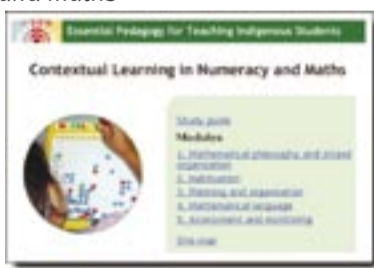 and maths
Essential Pedagogy for Teaching Indigenous Students
Contextual Learning in Numeracy and Maths
Study guide
Modules
1. Mathematical philosophy and strand
organisation
2. Habituation
3. Planning and organisation
4. Mathematical language
5. Assessment and monitoring
Site map